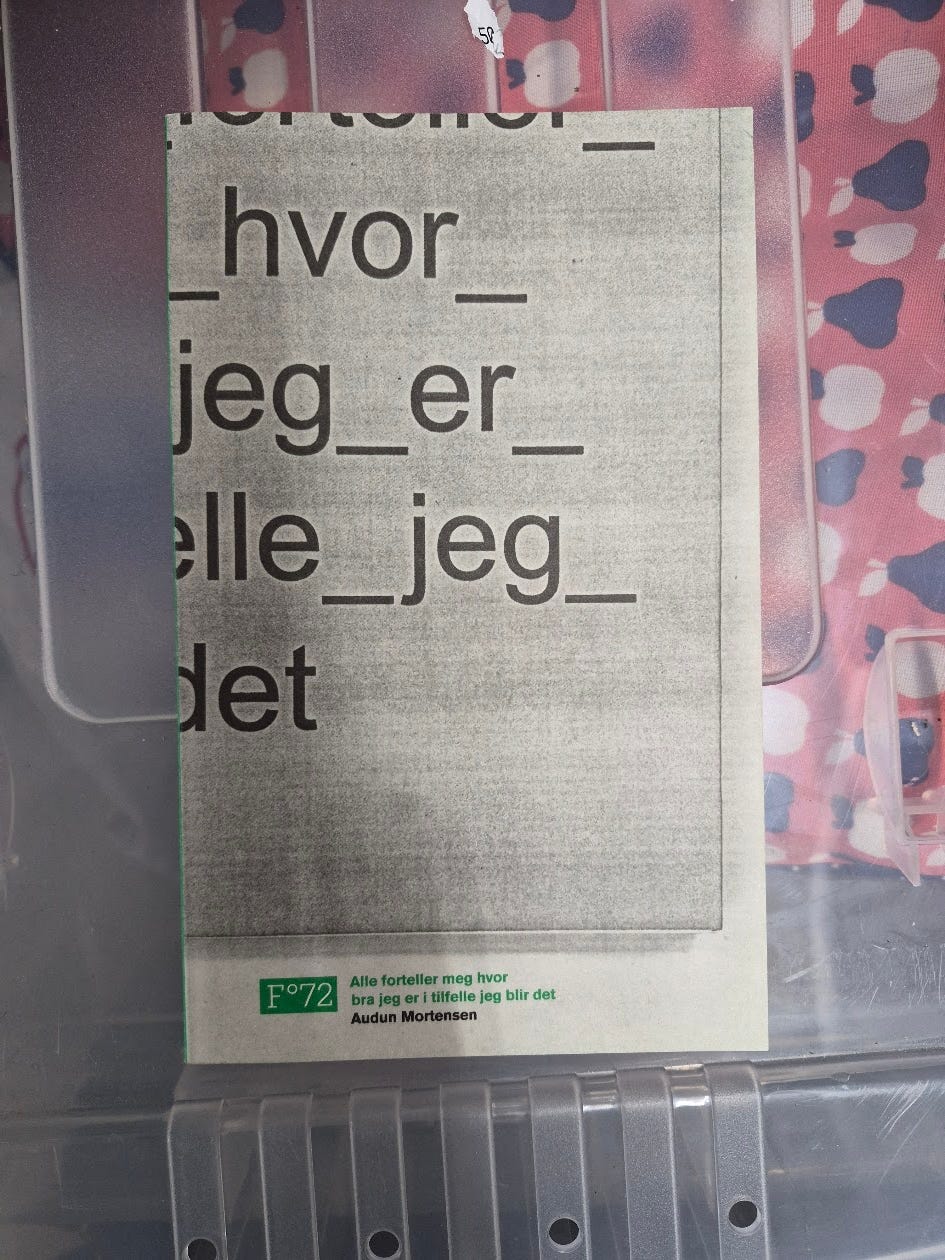 50
forteller_
_hvor_
jeg_er_
elle_jeg_
det
F°72
Alle forteller meg hvor
bra jeg er i tilfelle jeg blir det
Audun Mortensen